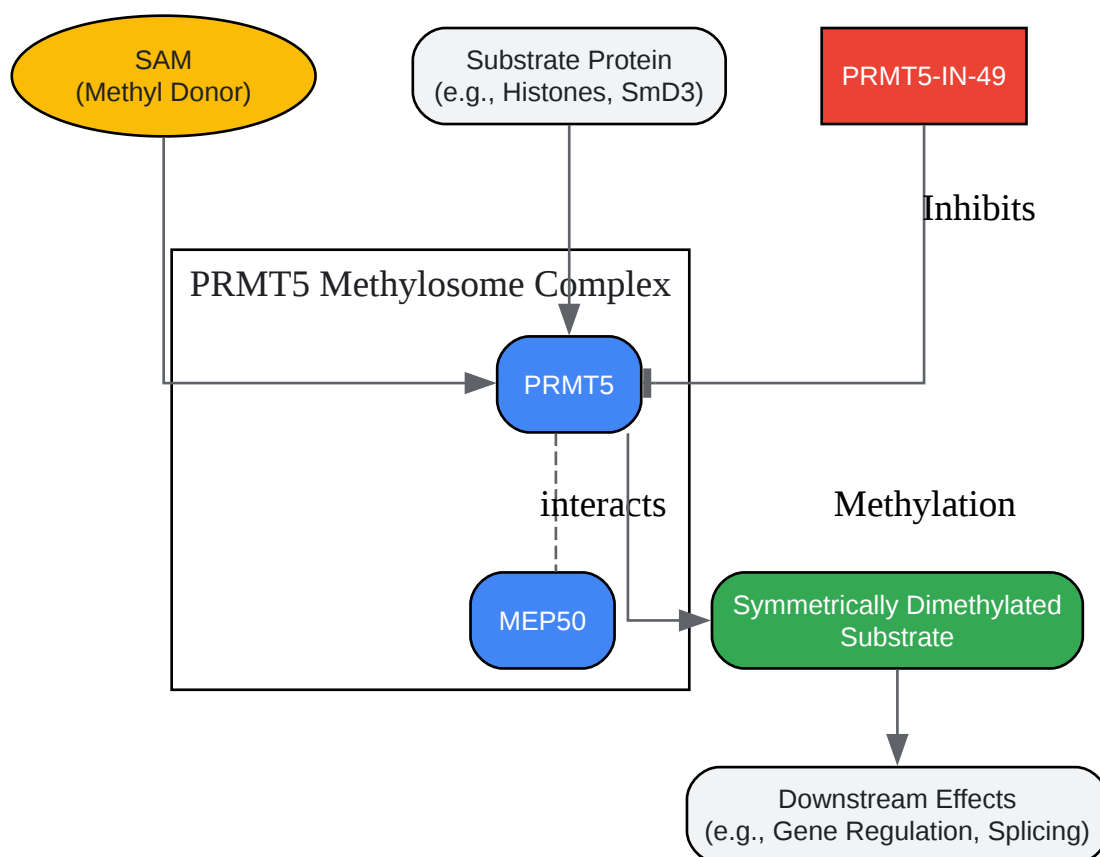 SAM
(Methyl Donor)
Substrate Protein
(e.g., Histones, SmD3)
PRMT5-IN-49
Inhibits
PRMT5 Methylosome Complex
PRMT5
interacts
Methylation
MEP50
Symmetrically Dimethylated
Substrate
Downstream Effects
(e.g., Gene Regulation, Splicing)